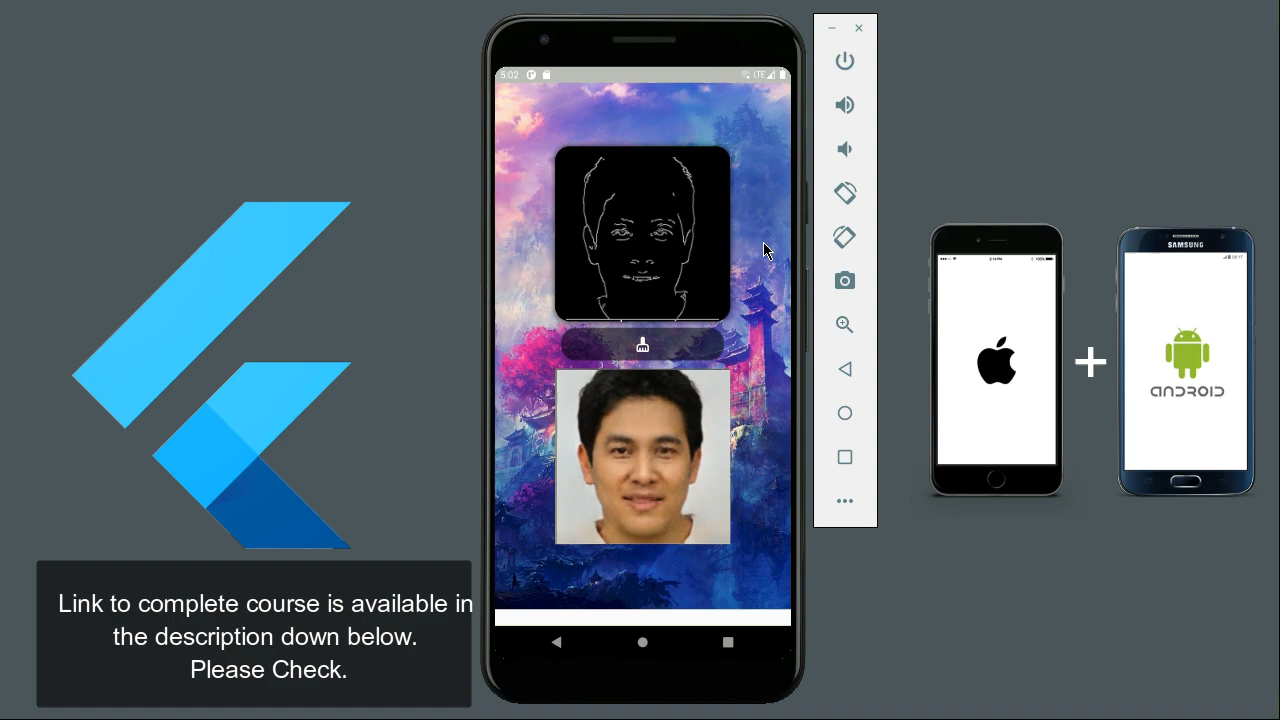 5:02
LTE
SAMSUNG
android
Link to complete course is available in
the description down below.
Please Check.